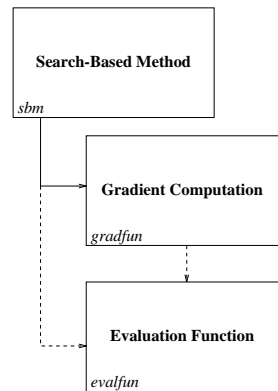 Search-Based Method
sbm
Gradient Computation
gradfun
Evaluation Function
evalfun